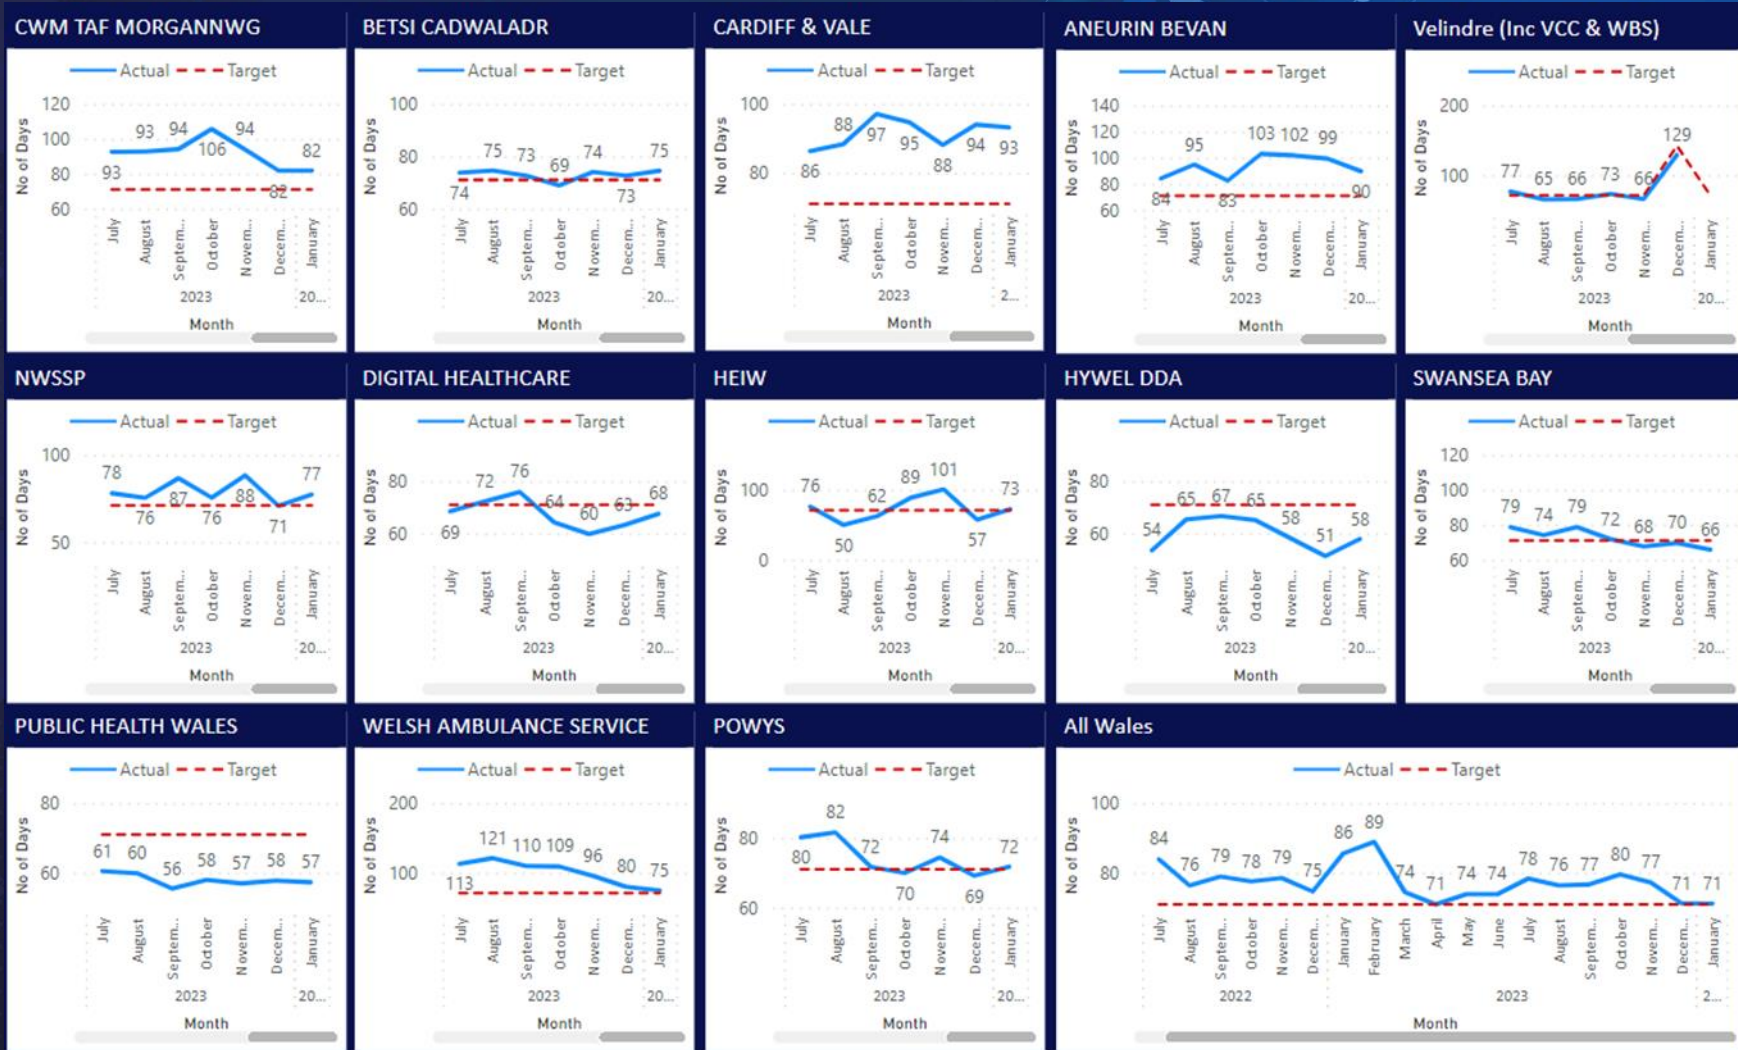 CWM TAF MORGANNWG
Actual Target
No of Days
120
100
80
60
93 93 94 106 94 82 82
July August Septem... October Novem... Decem... January
2023 20...
Month
BETSI CADWALADR
Actual Target
No of Days
100
80
60
74 75 73 69 74 73 75
July August Septem... October Novem... Decem... January
2023 20...
Month
CARDIFF & VALE
Actual Target
No of Days
100
80
86 88 97 95 88 94 93
July August Septem... October Novem... Decem... January
2023 2...
Month
ANEURIN BEVAN
Actual Target
No of Days
140
120
100
80
60
84 95 83 103 102 99 90
July August Septem... October Novem... Decem... January
2023 20...
Month
Velindre (Inc VCC & WBS)
Actual Target
No of Days
200
100
77 65 66 73 66 129
July August Septem... October Novem... Decem... January
2023 20...
Month
NWSSP
Actual Target
No of Days
100
50
78 76 87 76 88 71 77
July August Septem... October Novem... Decem... January
2023 20...
Month
DIGITAL HEALTHCARE
Actual Target
No of Days
80
60
69 72 76 64 60 63 68
July August Septem... October Novem... Decem... January
2023 20...
Month
HEIW
Actual Target
No of Days
100
0
76 50 62 89 101 57 73
July August Septem... October Novem... Decem... January
2023 20...
Month
HYWEL DDA
Actual Target
No of Days
80
60
54 65 67 65 58 51 58
July August Septem... October Novem... Decem... January
2023 20...
Month
SWANSEA BAY
Actual Target
No of Days
120
100
80
60
79 74 79 72 68 70 66
July August Septem... October Novem... Decem... January
2023 20...
Month
PUBLIC HEALTH WALES
Actual Target
No of Days
80
60
61 60 56 58 57 58 57
July August Septem... October Novem... Decem... January
2023 20...
Month
WELSH AMBULANCE SERVICE
Actual Target
No of Days
200
100
113 121 110 109 96 80 75
July August Septem... October Novem... Decem... January
2023 20...
Month
POWYS
Actual Target
No of Days
80
60
80 82 72 70 74 69 72
July August Septem... October Novem... Decem... January
2023 20...
Month
All Wales
Actual Target
No of Days
100
80
84 76 79 78 79 75 86 89 74 71 74 74 78 76 77 80 77 71 71
July August Septem... October Novem... Decem... January February March April May June July August Septem... October Novem... Decem... January
2022 2023 2...
Month